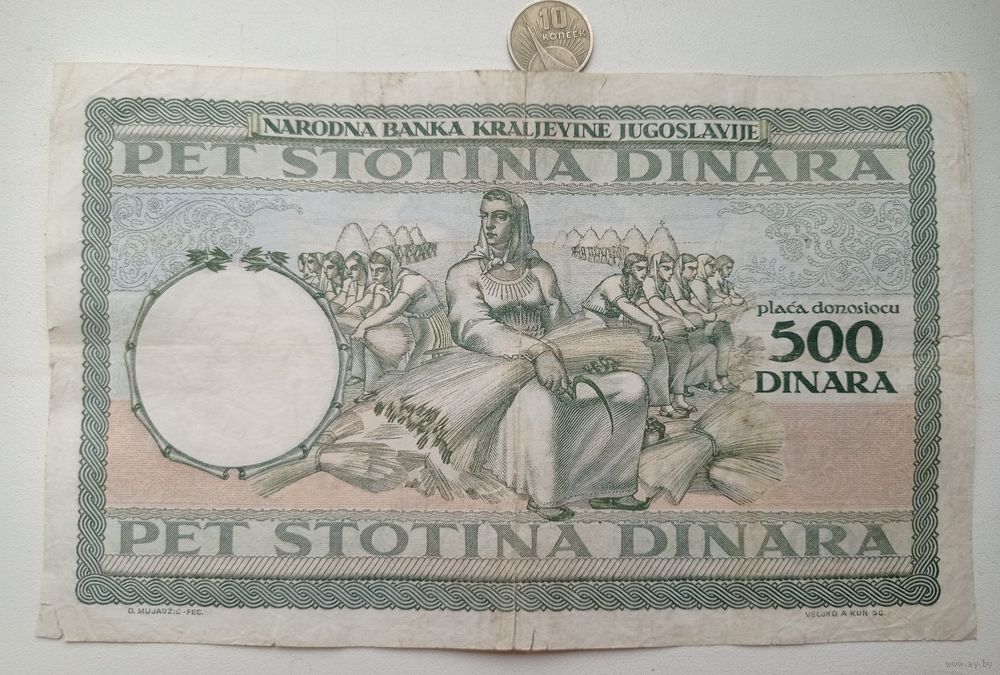 10
КОПЕЕК
NARODNA BANKA KRALJEVINE JUGOSLAVIJE
PET STOTINA DINARA
plaća donosiocu
500
DINARA
PET STOTINA DINARA
D. MUJADŽIĆ-FEC.
VELJKO A KUN SC.
www.ay.by